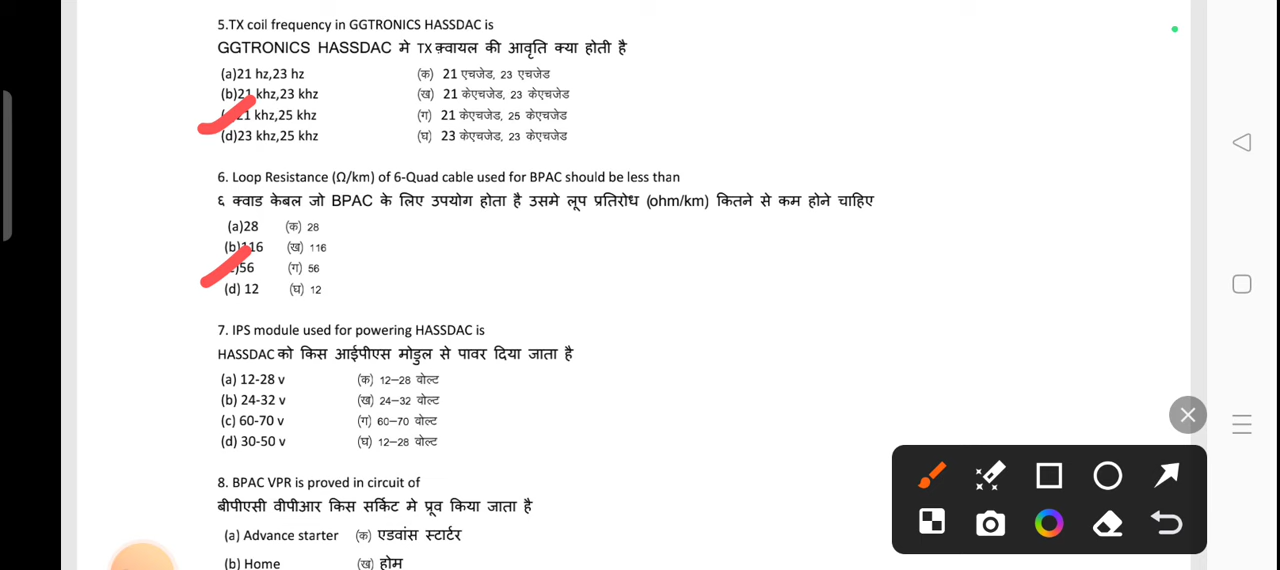 5.TX coil frequency in GGTRONICS HASSDAC is
GGTRONICS HASSDAC मे TX क़्वायल की आवृति क्या होती है
(a)21 hz,23 hz (क) 21 एचजेड, 23 एचजेड
(b)21 khz,23 khz (ख) 21 केएचजेड, 23 केएचजेड
21 khz,25 khz (ग) 21 केएचजेड, 25 केएचजेड
(d)23 khz,25 khz (घ) 23 केएचजेड, 23 केएचजेड
6. Loop Resistance (Ω/km) of 6-Quad cable used for BPAC should be less than
६ क्वाड केबल जो BPAC के लिए उपयोग होता है उसमे लूप प्रतिरोध (ohm/km) कितने से कम होने चाहिए
(a)28 (क) 28
(b)116 (ख) 116
)56 (ग) 56
(d) 12 (घ) 12
7. IPS module used for powering HASSDAC is
HASSDAC को किस आईपीएस मोडुल से पावर दिया जाता है
(a) 12-28 v (क) 12–28 वोल्ट
(b) 24-32 v (ख) 24–32 वोल्ट
(c) 60-70 v (ग) 60–70 वोल्ट
(d) 30-50 v (घ) 12–28 वोल्ट
8. BPAC VPR is proved in circuit of
बीपीएसी वीपीआर किस सर्किट मे प्रूव किया जाता है
(a) Advance starter (क) एडवांस स्टार्टर
(b) Home (ख) होम